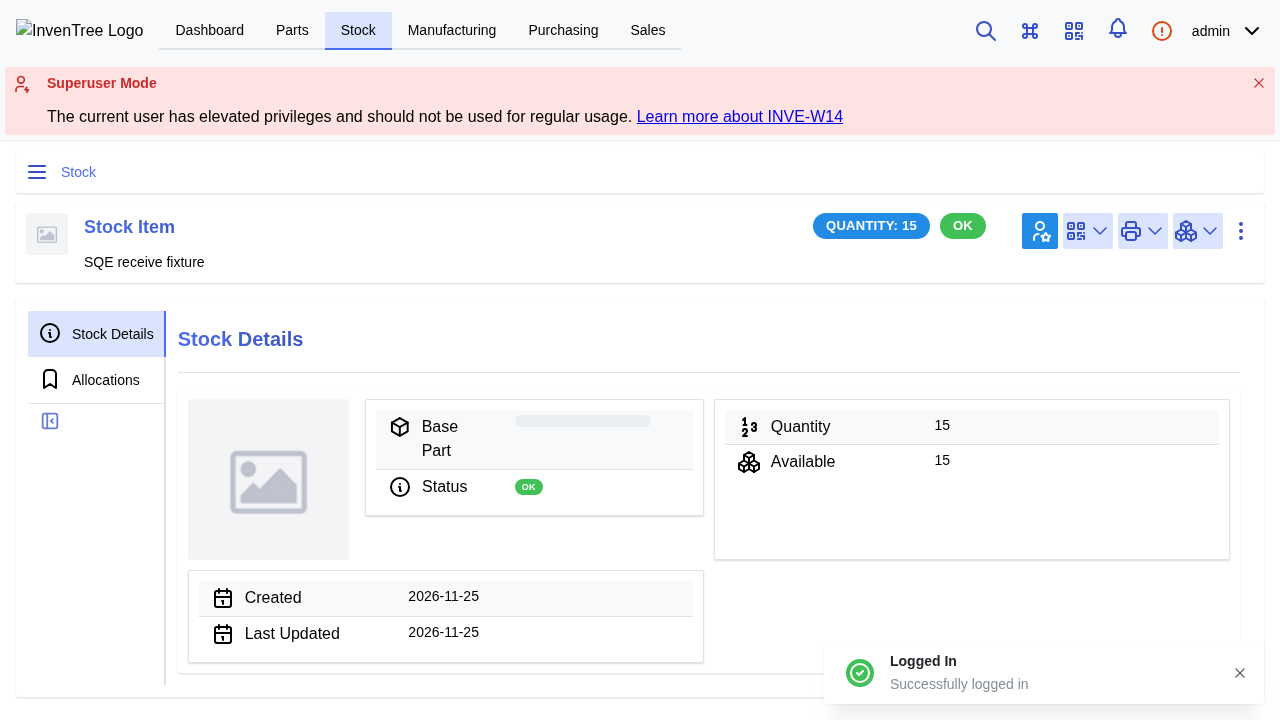 InvenTree Logo
Dashboard
Parts
Stock
Manufacturing
Purchasing
Sales
admin
Superuser Mode
The current user has elevated privileges and should not be used for regular usage. Learn more about INVE-W14
Stock
Stock Item
SQE receive fixture
QUANTITY: 15
OK
Stock Details
Allocations
Stock Details
Base Part
Status
OK
Quantity
15
Available
15
Created
2026-11-25
Last Updated
2026-11-25
Logged In
Successfully logged in